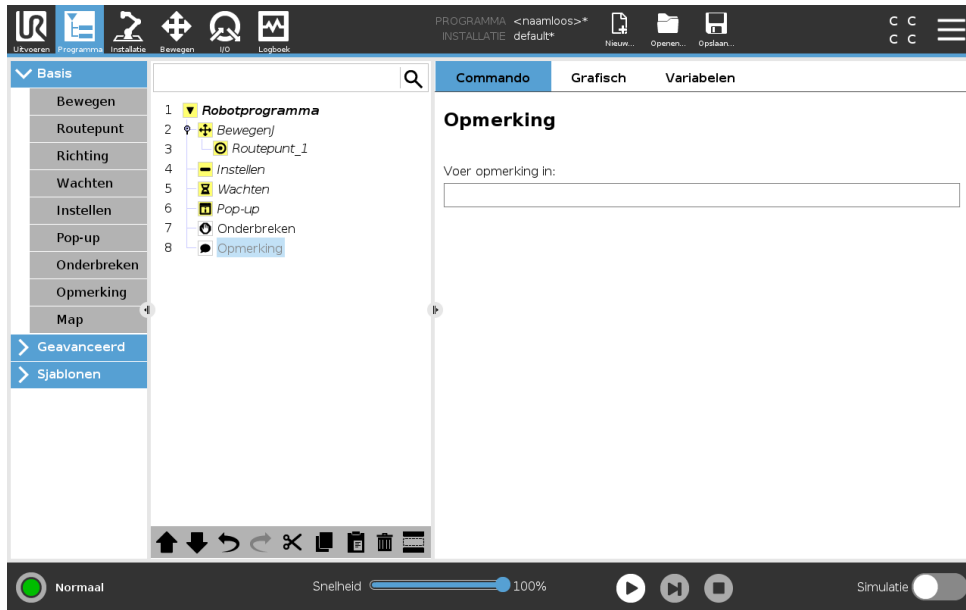 UR
PROGRAMMA <naamloos>*
INSTALLATIE default*
C C
C C
Uitvoeren Programma Installatie Bewegen I/O Logboek Nieuw... Openen... Opslaan...
Basis
Bewegen
Routepunt
Richting
Wachten
Instellen
Pop-up
Onderbreken
Opmerking
Map
Geavanceerd
Sjablonen
1 Robotprogramma
2 BewegenJ
3 Routepunt_1
4 Instellen
5 Wachten
6 Pop-up
7 Onderbreken
8 Opmerking
Commando Grafisch Variabelen
Opmerking
Voer opmerking in:
Normaal Snelheid 100% Simulatie